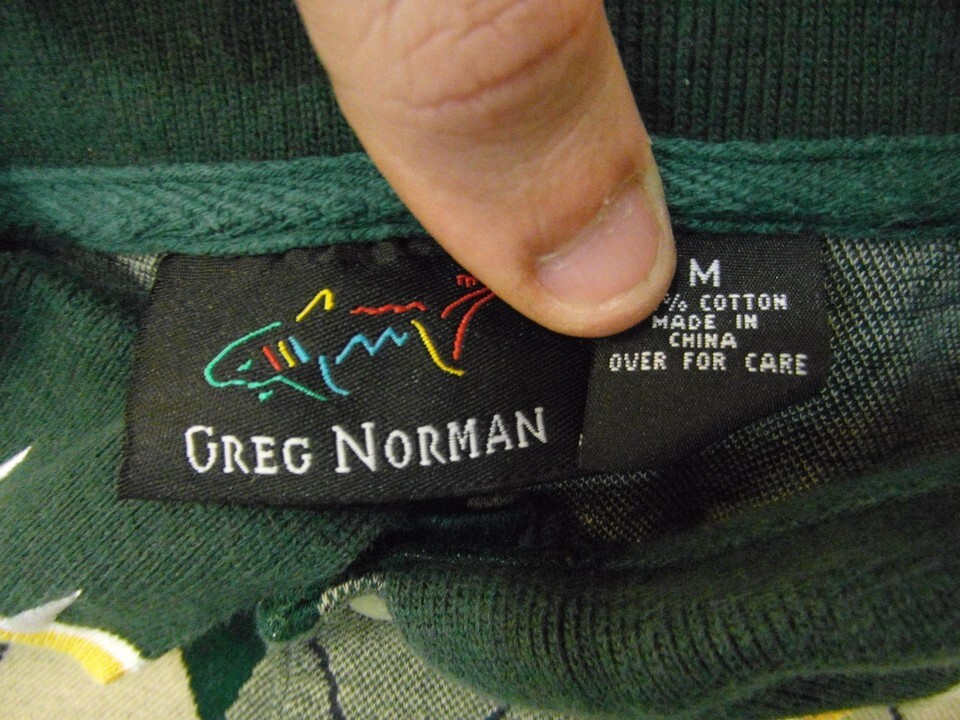 GREG NORMAN
M
% COTTON
MADE IN
CHINA
OVER FOR CARE